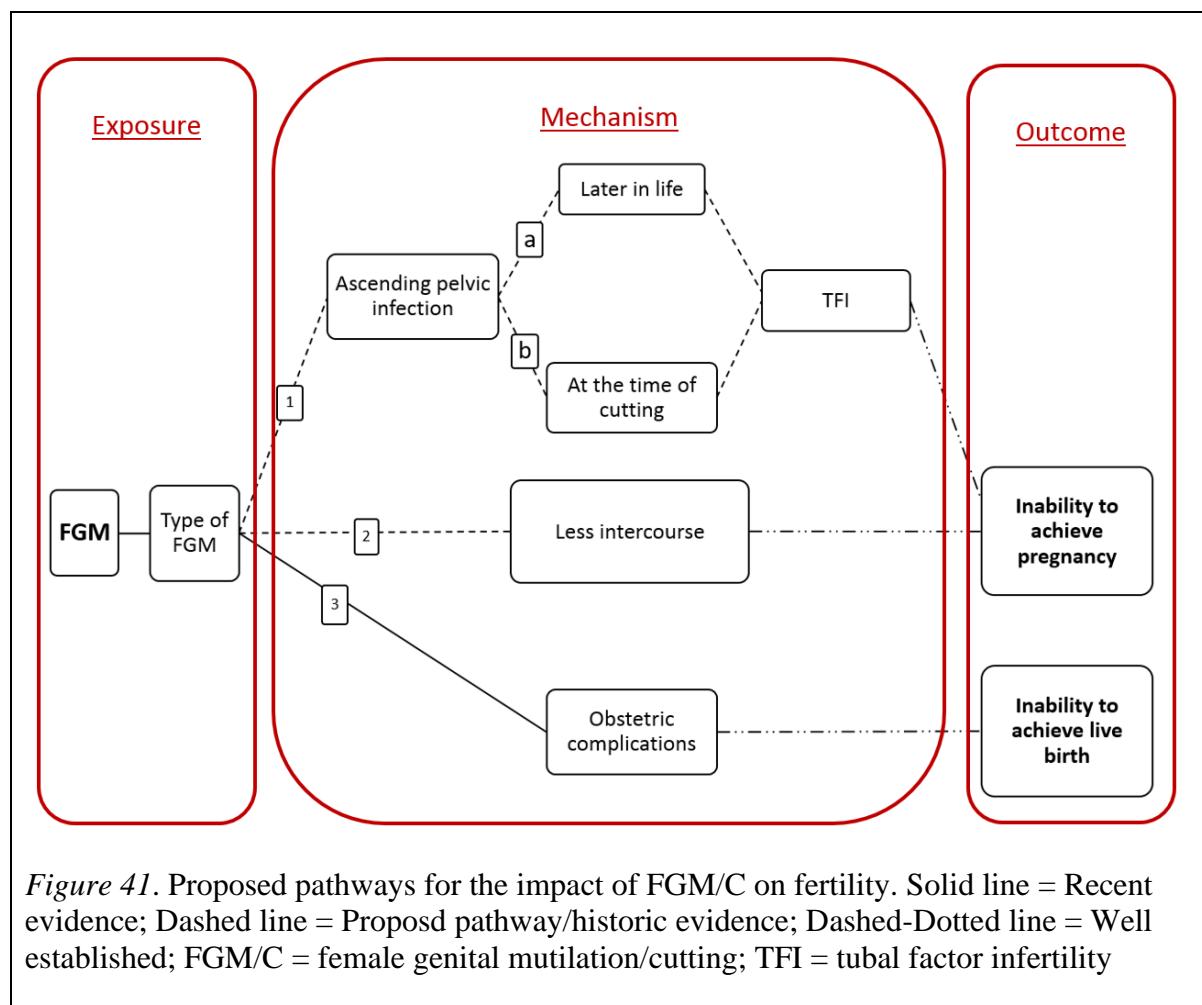 Exposure
Mechanism
Outcome
Later in life
a
Ascending pelvic
infection
TFI
b
At the time of
cutting
1
FGM
Type of
FGM
2
Less intercourse
Inability to
achieve
pregnancy
3
Obstetric
complications
Inability to
achieve live
birth
Figure 41. Proposed pathways for the impact of FGM/C on fertility. Solid line = Recent
evidence; Dashed line = Proposd pathway/historic evidence; Dashed-Dotted line = Well
established; FGM/C = female genital mutilation/cutting; TFI = tubal factor infertility